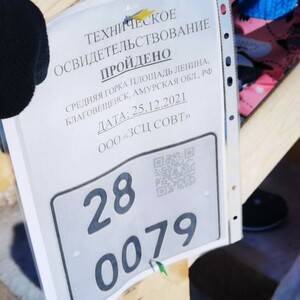 ТЕХНИЧЕСКОЕ
ОСВИДЕТЕЛЬСТВОВАНИЕ
ПРОЙДЕНО
СРЕДНЯЯ ГОРКА ПЛОЩАДЬ ЛЕНИНА,
БЛАГОВЕЩЕНСК, АМУРСКАЯ ОБЛ., РФ
ДАТА: 25.12.2021
ООО «ЗСЦ СОВТ»
28
0079